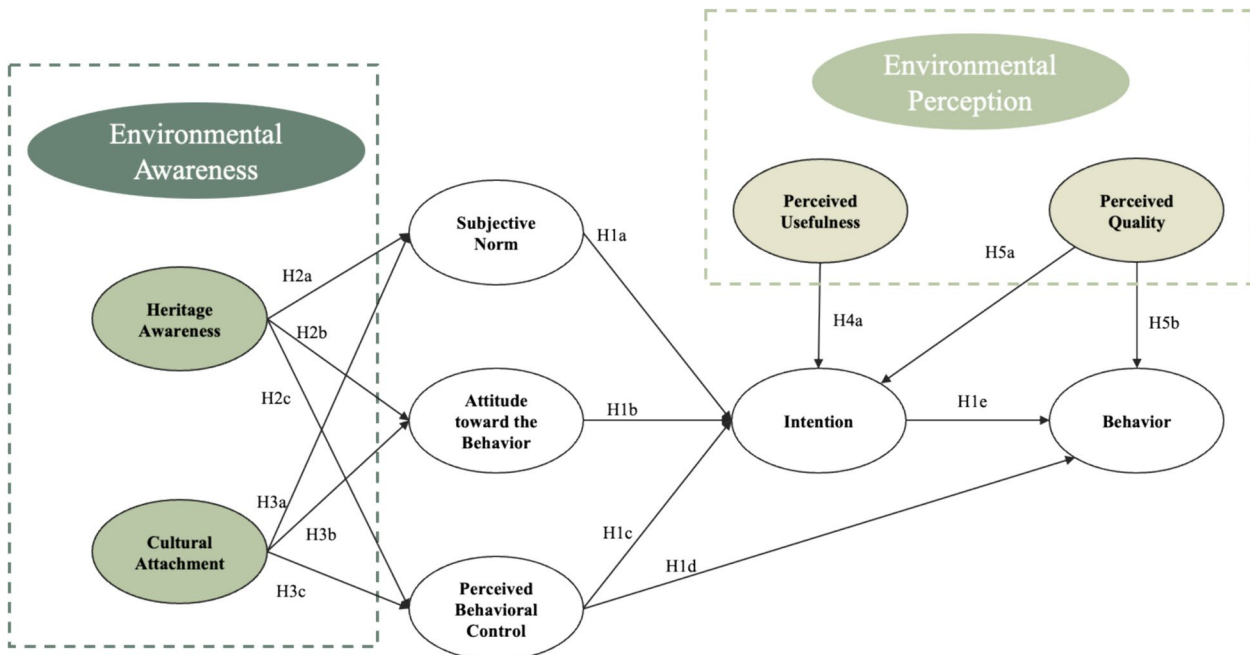 Environmental
Awareness
Environmental
Perception
Heritage
Awareness
Cultural
Attachment
H2a
H2b
H2c
H3a
H3b
H3c
Subjective
Norm
Attitude
toward the
Behavior
Perceived
Behavioral
Control
H1a
H1b
H1c
H1d
Perceived
Usefulness
Perceived
Quality
H4a
H5a
H5b
Intention
H1e
Behavior